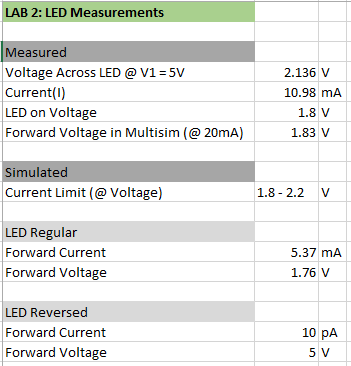 LAB 2: LED Measurements
Measured
Voltage Across LED @ V1 = 5V 2.136 V
Current(I) 10.98 mA
LED on Voltage 1.8 V
Forward Voltage in Multisim (@ 20mA) 1.83 V
Simulated
Current Limit (@ Voltage) 1.8 - 2.2 V
LED Regular
Forward Current 5.37 mA
Forward Voltage 1.76 V
LED Reversed
Forward Current 10 pA
Forward Voltage 5 V